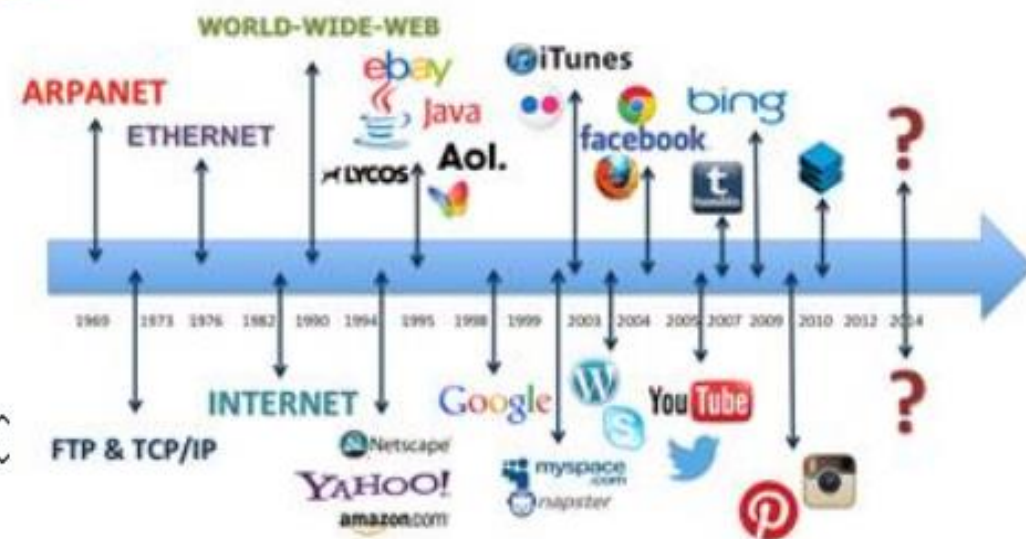 WORLD-WIDE-WEB
ebay
iTunes
ARPANET
Java
bing
ETHERNET
facebook
LYCOS
Aol.
?
t
1969 1973 1976 1982 1990 1994 1995 1998 1999 2003 2004 2005 2007 2009 2010 2012 2014
INTERNET
Google
W
YouTube
?
S
FTP & TCP/IP
Netscape
YAHOO!
myspace
.com
napster
amazon.com